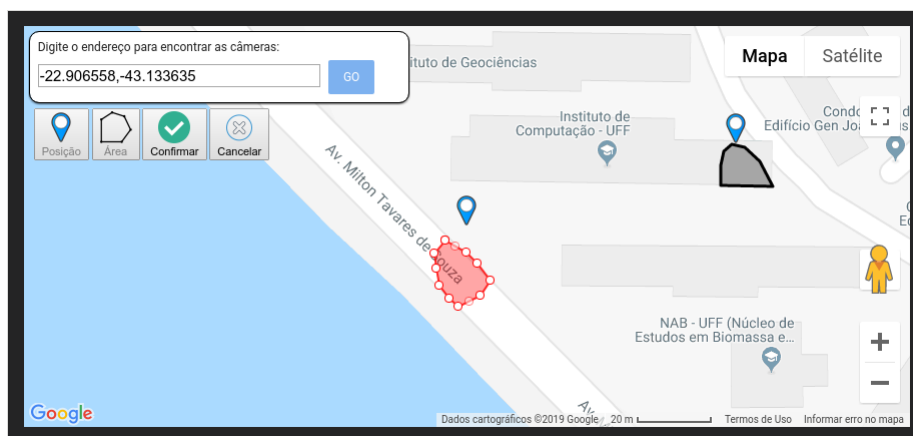 Digite o endereço para encontrar as câmeras:
-22.906558,-43.133635
GO
Posição
Área
Confirmar
Cancelar
ituto de Geociências
Mapa
Satélite
Instituto de
Computação - UFF
Edifício Gen
Av. Milton Tavares de Souza
NAB - UFF (Núcleo de
Estudos em Biomassa e...
Av.
Google
Dados cartográficos ©2019 Google
20 m
Termos de Uso
Informar erro no mapa